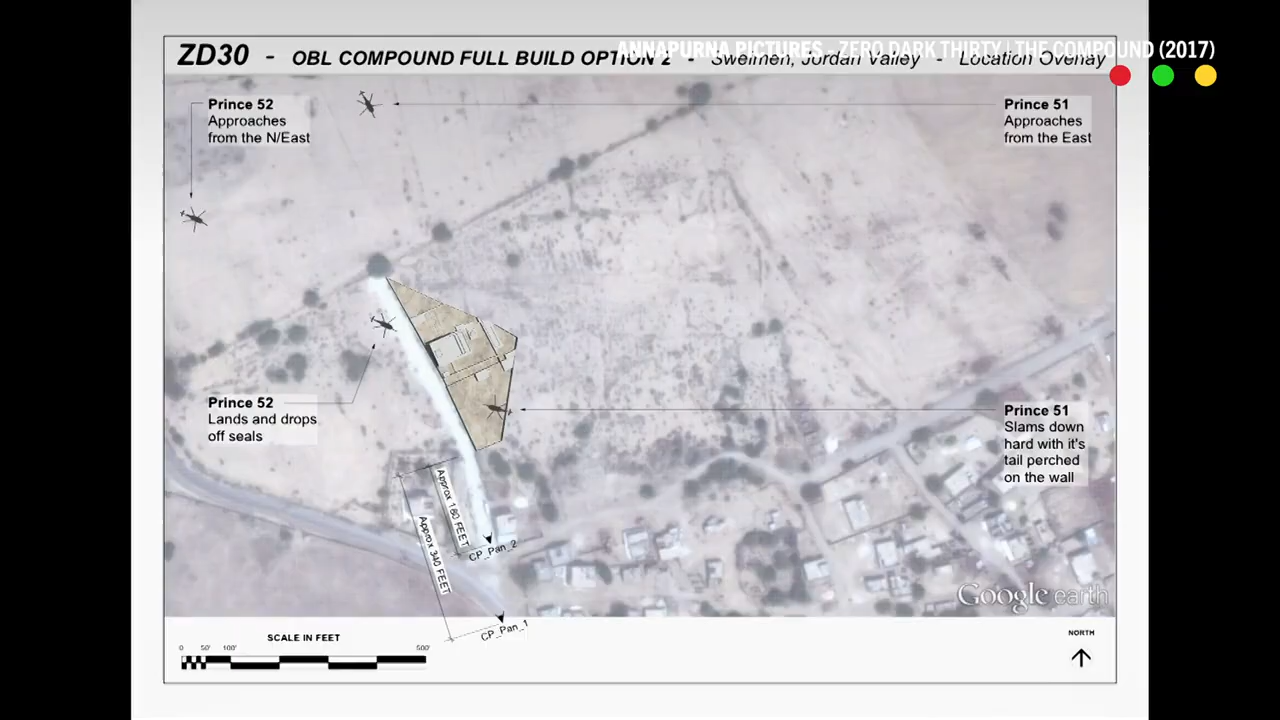 ANNAPURNA PICTURES - ZERO DARK THIRTY | THE COMPOUND (2017)
ZD30 - OBL COMPOUND FULL BUILD OPTION 2 - Sweimen, Jordan Valley - Location Overlay
Prince 52
Approaches
from the N/East
Prince 51
Approaches
from the East
Prince 52
Lands and drops
off seals
Prince 51
Slams down
hard with it's
tail perched
on the wall
Approx 180 FEET
Approx 340 FEET
CP_Pan_2
CP_Pan_1
Google earth
SCALE IN FEET
0 50' 100' 500'
NORTH